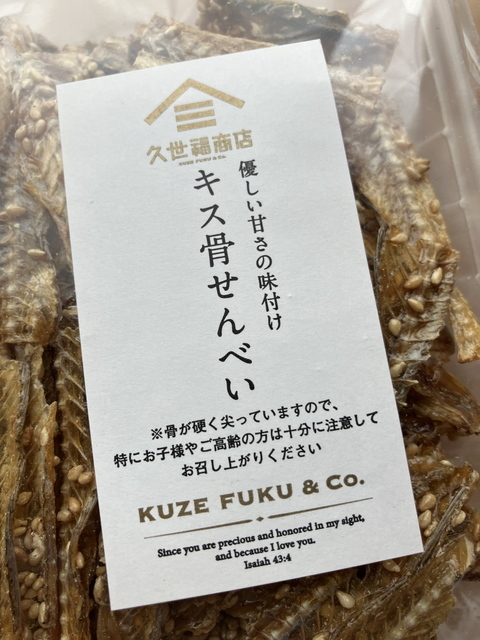 久世福商店
KUZE FUKU & Co.
優しい甘さの味付け
キス骨せんべい
※骨が硬く尖っていますので、
特にお子様やご高齢の方は十分に注意して
お召し上がりください
KUZE FUKU & Co.
Since you are precious and honored in my sight,
and because I love you.
Isaiah 43:4